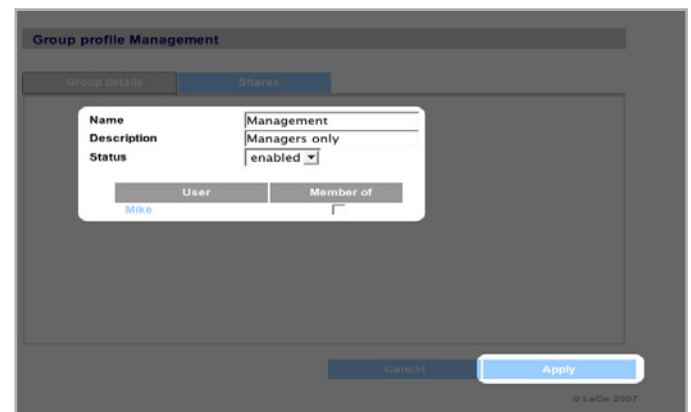 Group profile Management
Group details Shares
Name Management
Description Managers only
Status enabled
User Member of
Mike
Cancel Apply
© LaCie 2007